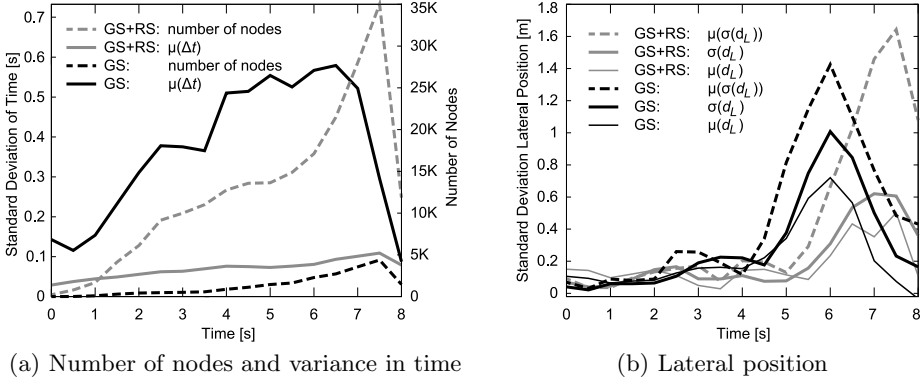 Standard Deviation of Time [s]
0.7
0.6
0.5
0.4
0.3
0.2
0.1
0
GS+RS: number of nodes
GS+RS: μ(Δt)
GS: number of nodes
GS: μ(Δt)
35K
30K
25K
20K
15K
10K
5K
0
Number of Nodes
0 1 2 3 4 5 6 7 8
Time [s]
(a) Number of nodes and variance in time
Standard Deviation Lateral Position [m]
1.8
1.6
1.4
1.2
1
0.8
0.6
0.4
0.2
0
GS+RS: μ(σ(d_L))
GS+RS: σ(d_L)
GS+RS: μ(d_L)
GS: μ(σ(d_L))
GS: σ(d_L)
GS: μ(d_L)
0 1 2 3 4 5 6 7 8
Time [s]
(b) Lateral position